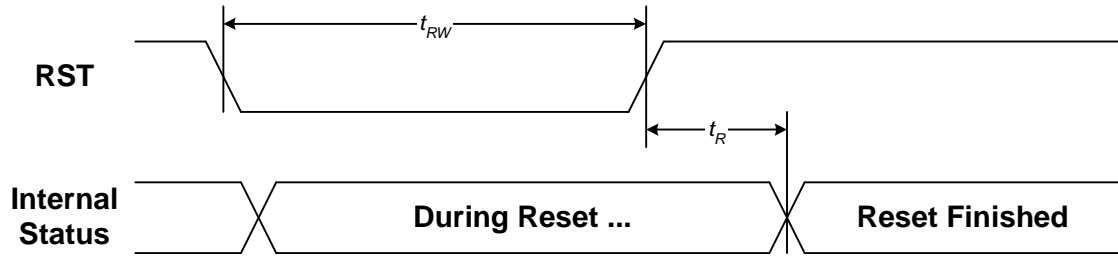 t_RW
RST
t_R
Internal
Status
During Reset ...
Reset Finished